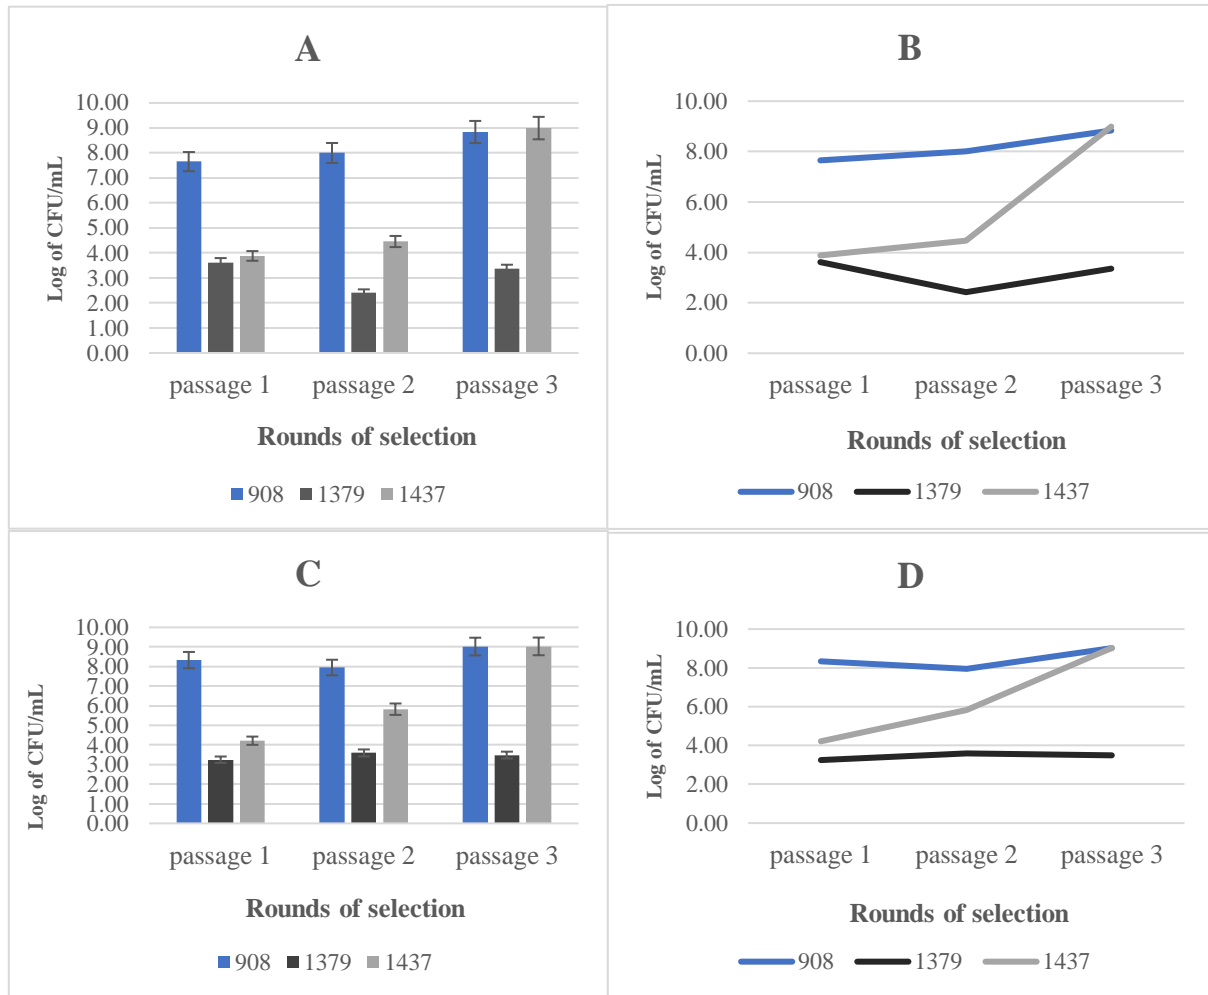 A
Log of CFU/mL
10.00
9.00
8.00
7.00
6.00
5.00
4.00
3.00
2.00
1.00
0.00
passage 1 passage 2 passage 3
Rounds of selection
908 1379 1437
B
Log of CFU/mL
10.00
8.00
6.00
4.00
2.00
0.00
passage 1 passage 2 passage 3
Rounds of selection
908 1379 1437
C
Log of CFU/mL
10.00
9.00
8.00
7.00
6.00
5.00
4.00
3.00
2.00
1.00
0.00
passage 1 passage 2 passage 3
Rounds of selection
908 1379 1437
D
Log of CFU/mL
10.00
8.00
6.00
4.00
2.00
0.00
passage 1 passage 2 passage 3
Rounds of selection
908 1379 1437